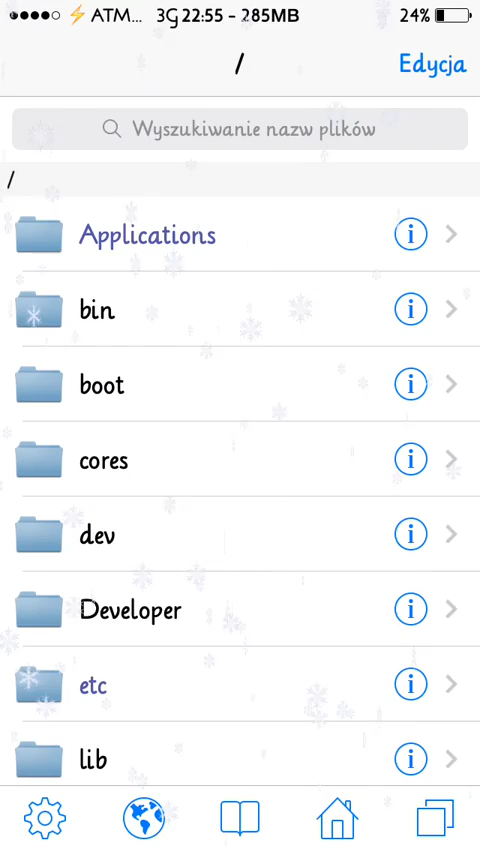 ATM... 3G 22:55 - 285MB 24%
/ Edycja
Wyszukiwanie nazw plików
/
Applications
bin
boot
cores
dev
Developer
etc
lib